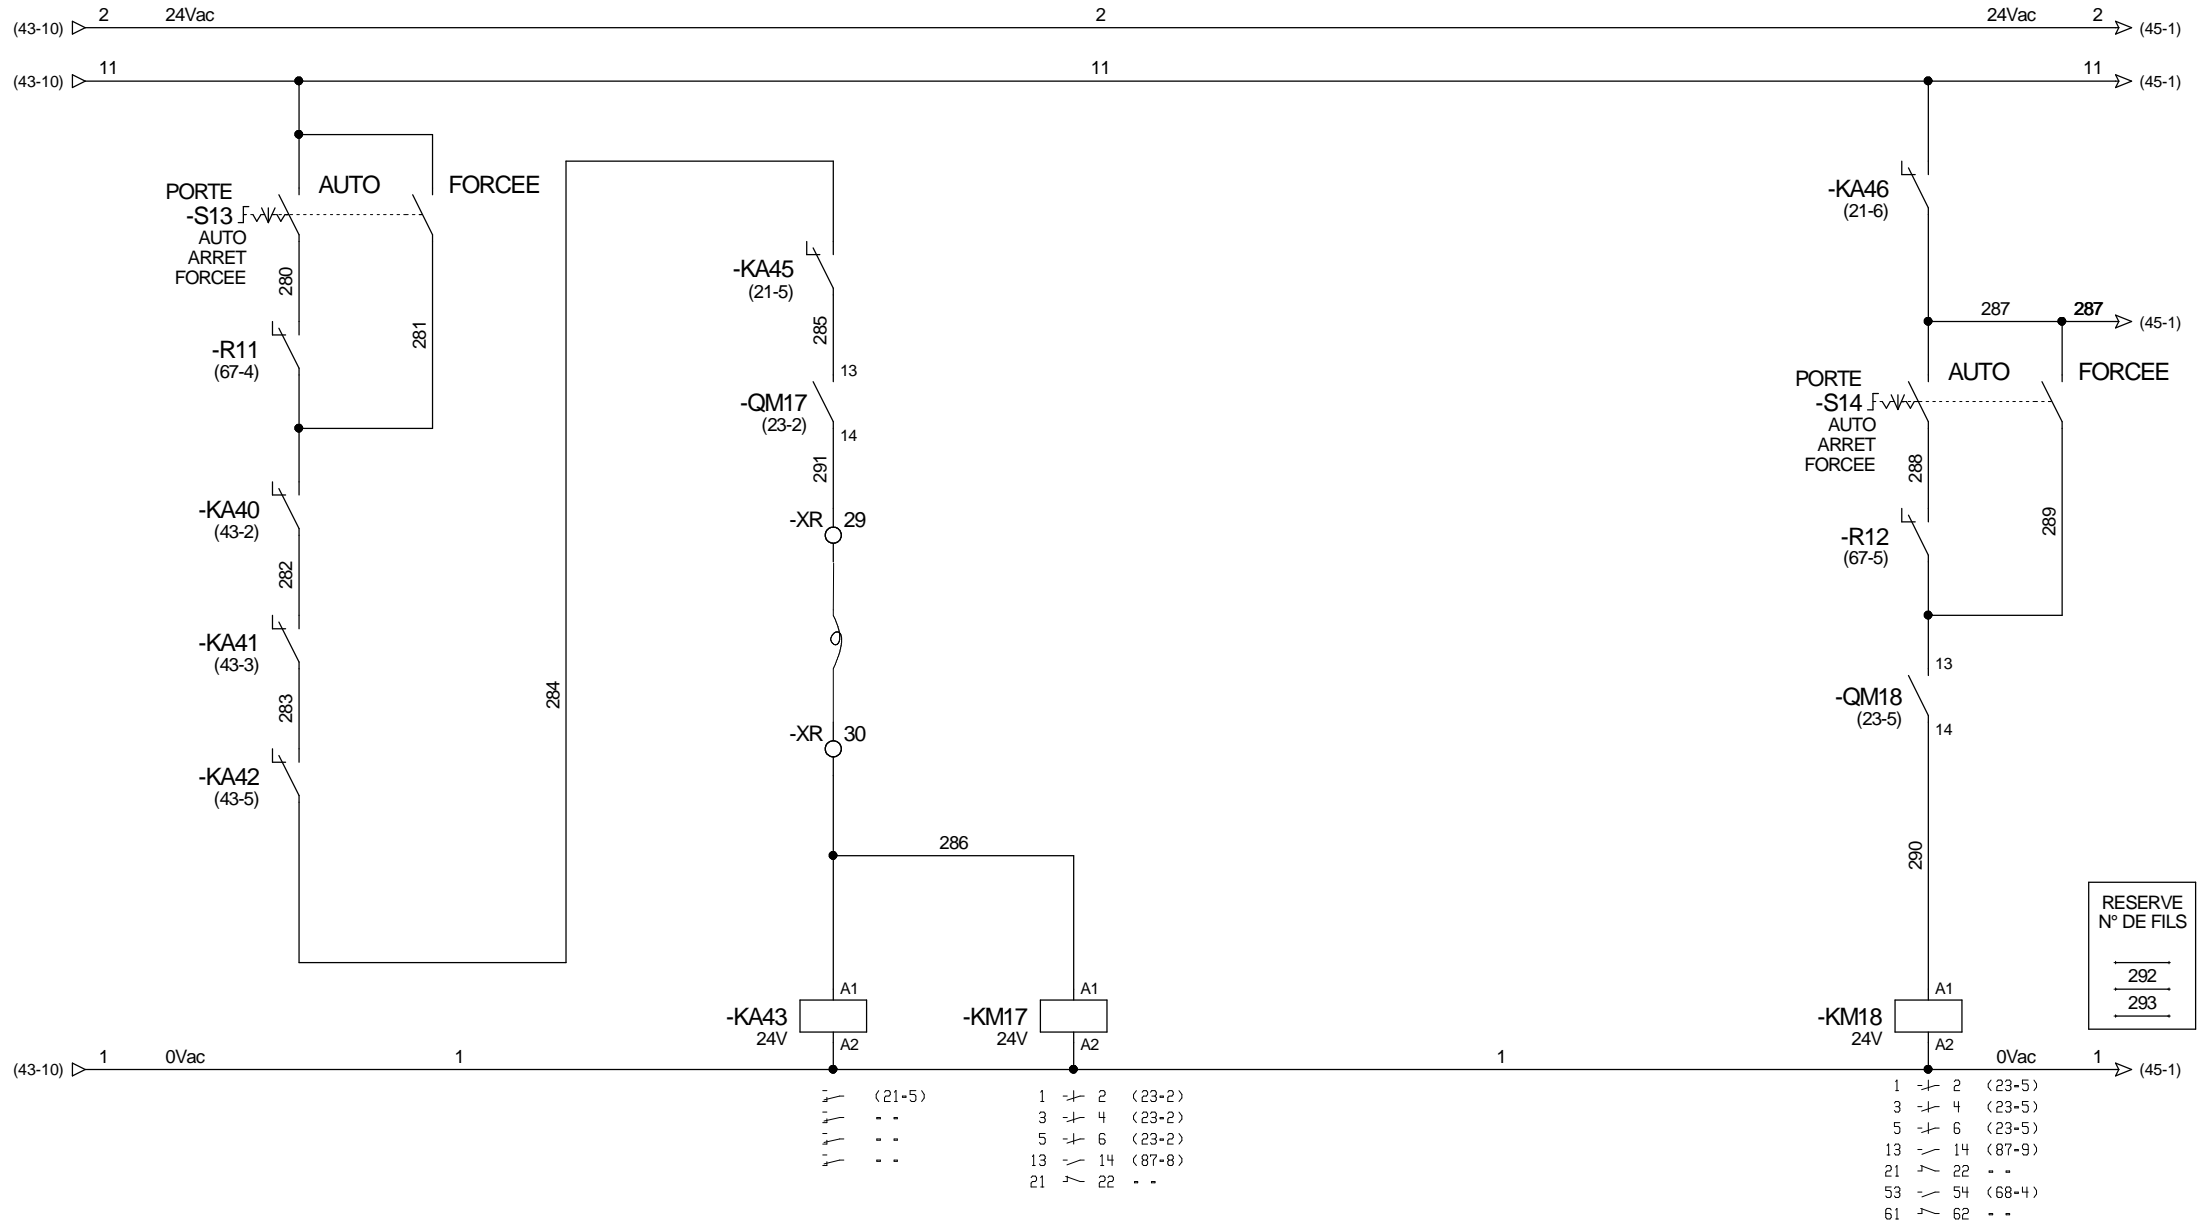 (43-10) 2 24Vac 2 24Vac 2 (45-1)
(43-10) 11 11 11 (45-1)
PORTE
-S13
AUTO
ARRET
FORCEE
AUTO FORCEE
280
281
-R11
(67-4)
-KA40
(43-2)
282
-KA41
(43-3)
283
-KA42
(43-5)
284
-KA45
(21-5)
285
13
-QM17
(23-2)
14
291
-XR 29
-XR 30
286
A1
-KA43
24V
A2
A1
-KM17
24V
A2
-KA46
(21-6)
287 287 (45-1)
PORTE
-S14
AUTO
ARRET
FORCEE
AUTO FORCEE
288
289
-R12
(67-5)
13
-QM18
(23-5)
14
290
A1
-KM18
24V
A2
RESERVE
N° DE FILS
292
293
(43-10) 1 0Vac 1 1 0Vac 1 (45-1)
(21-5)
- -
- -
- -
1 2 (23-2)
3 4 (23-2)
5 6 (23-2)
13 14 (87-8)
21 22 - -
1 2 (23-5)
3 4 (23-5)
5 6 (23-5)
13 14 (87-9)
21 22 - -
53 54 (68-4)
61 62 - -